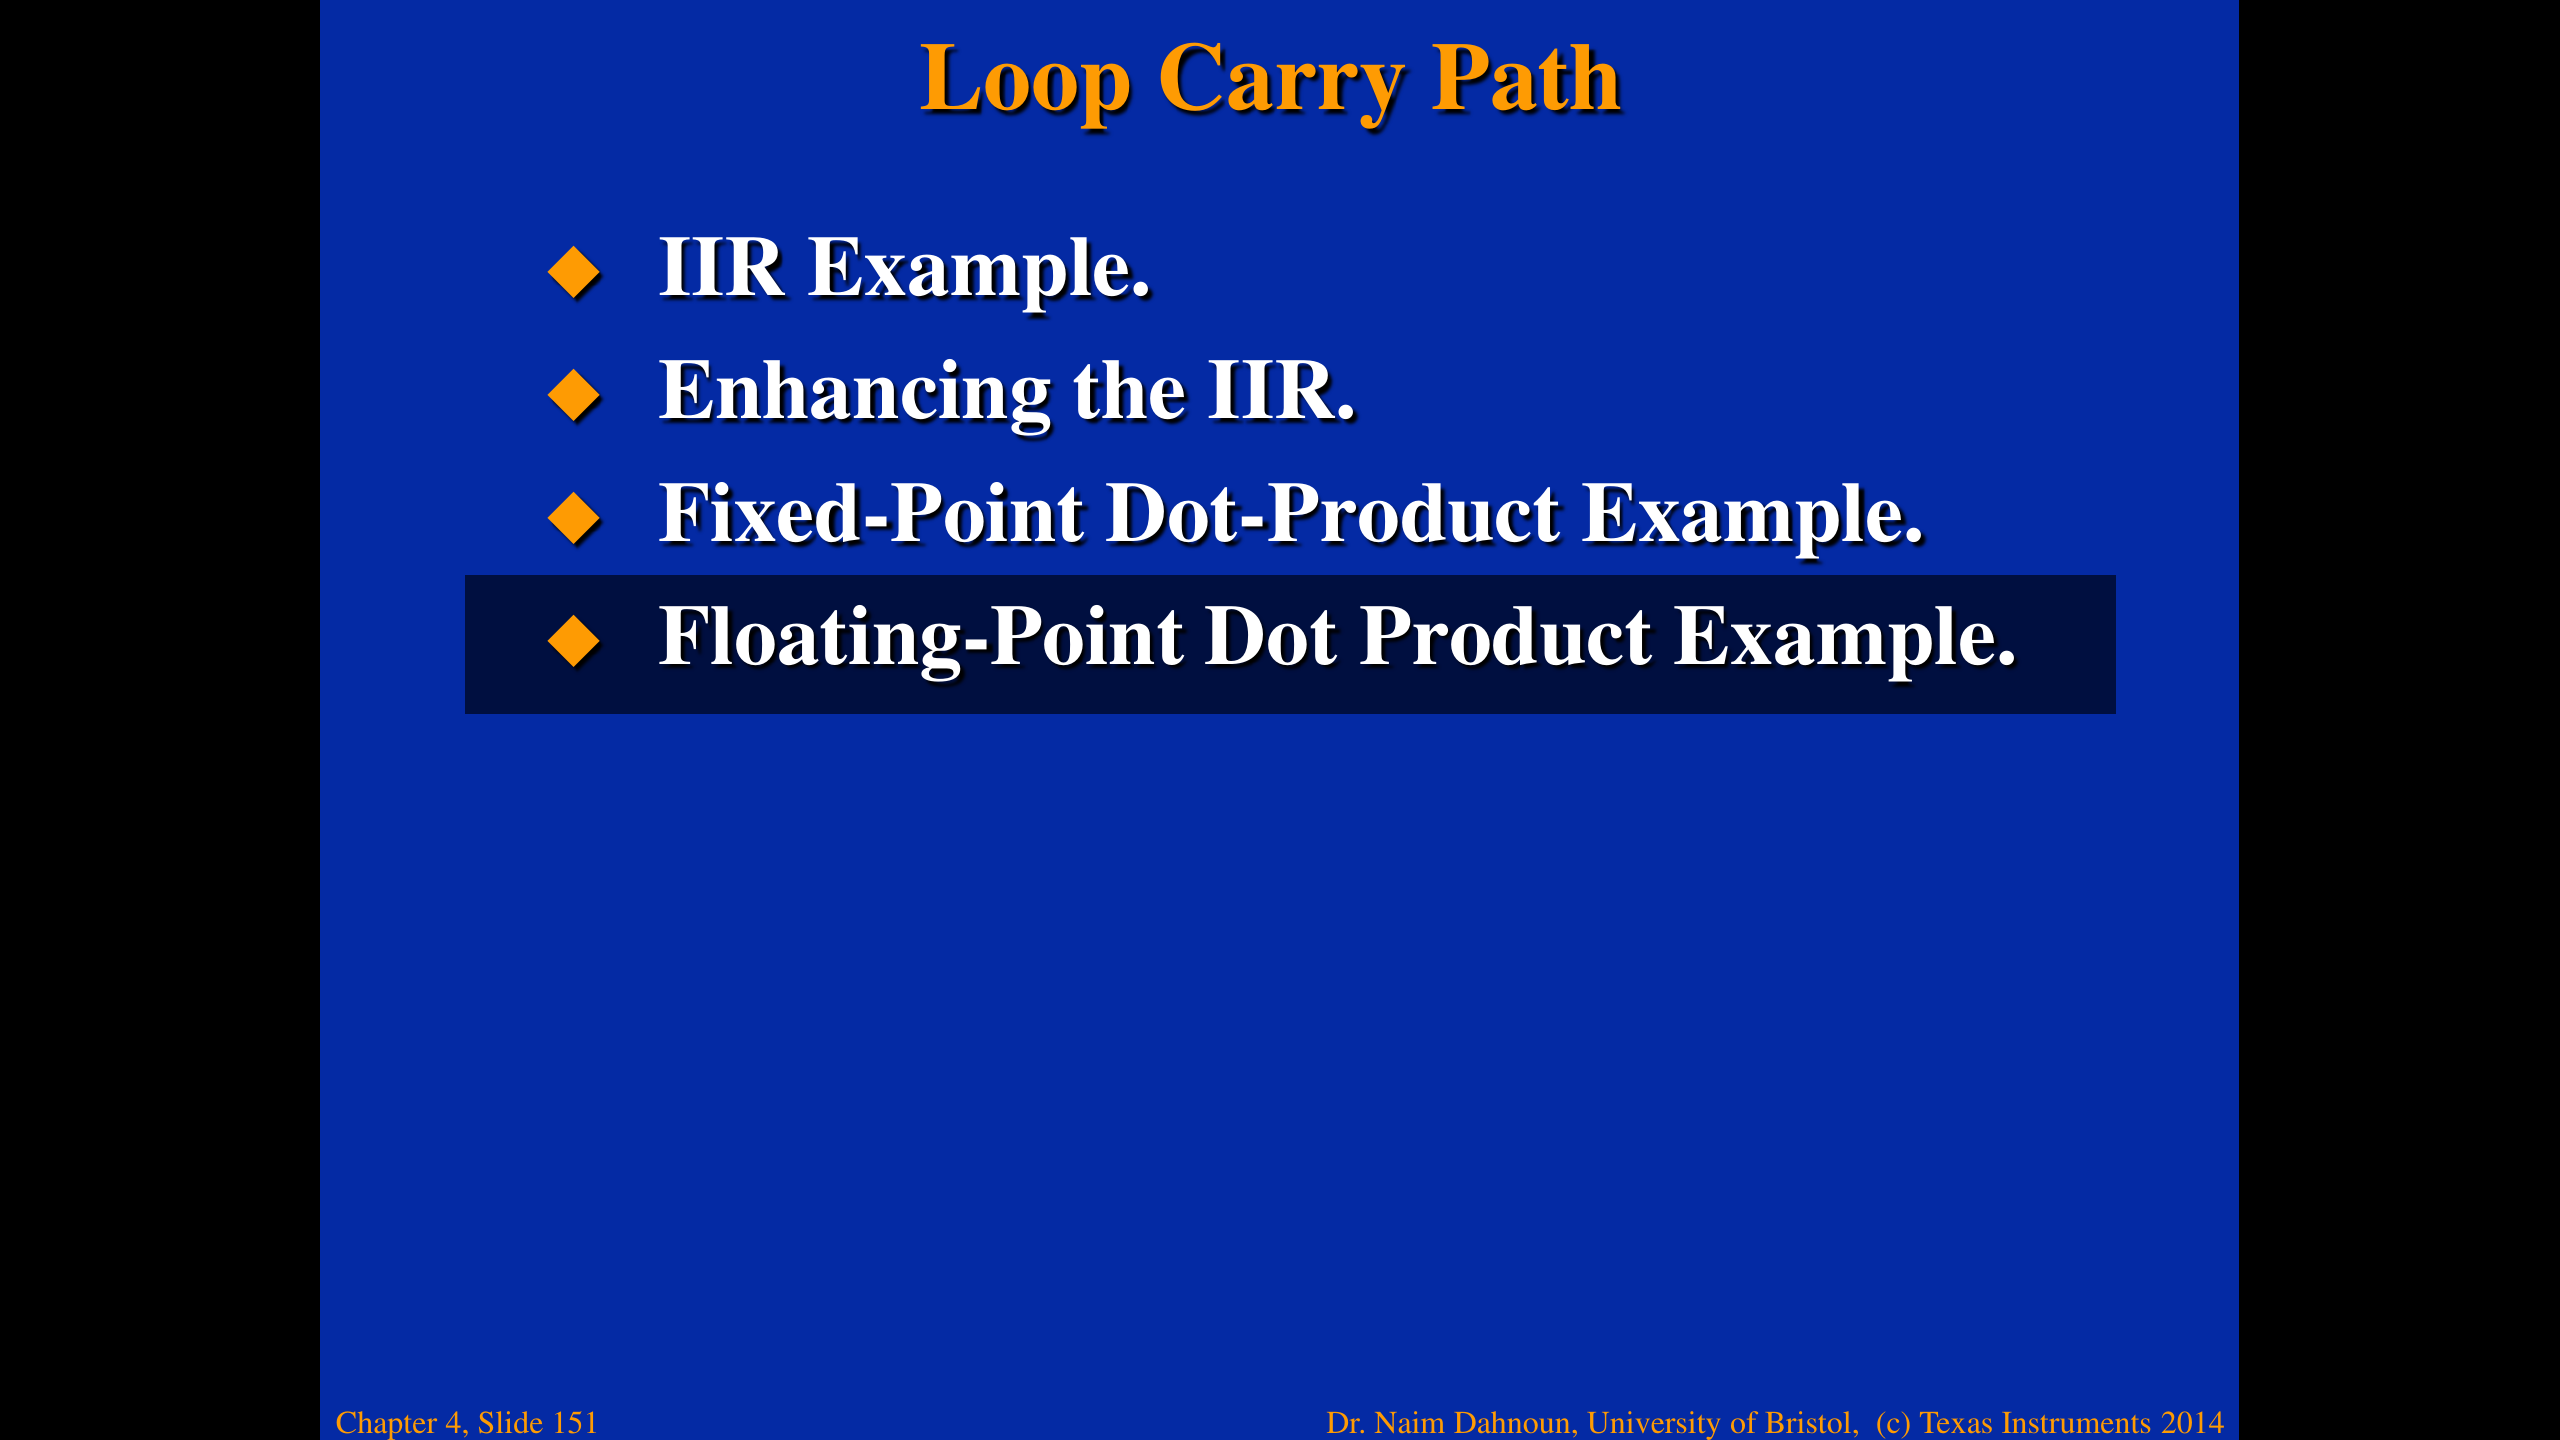 Loop Carry Path
IIR Example.
Enhancing the IIR.
Fixed-Point Dot-Product Example.
Floating-Point Dot Product Example.
Chapter 4, Slide 151
Dr. Naim Dahnoun, University of Bristol, (c) Texas Instruments 2014